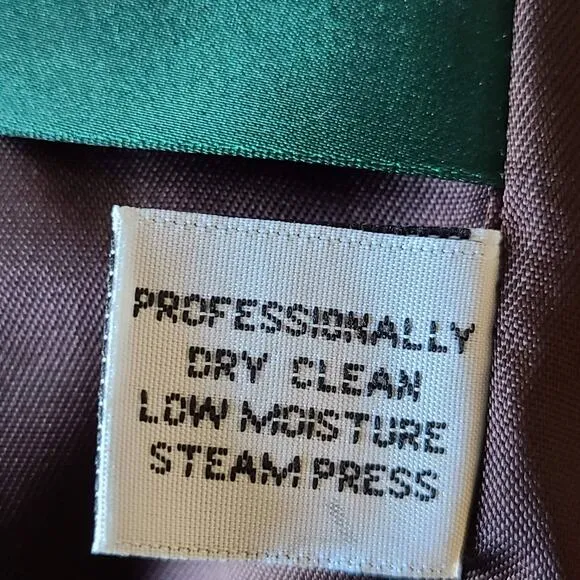 PROFESSIONALLY
DRY CLEAN
LOW MOISTURE
STEAM PRESS